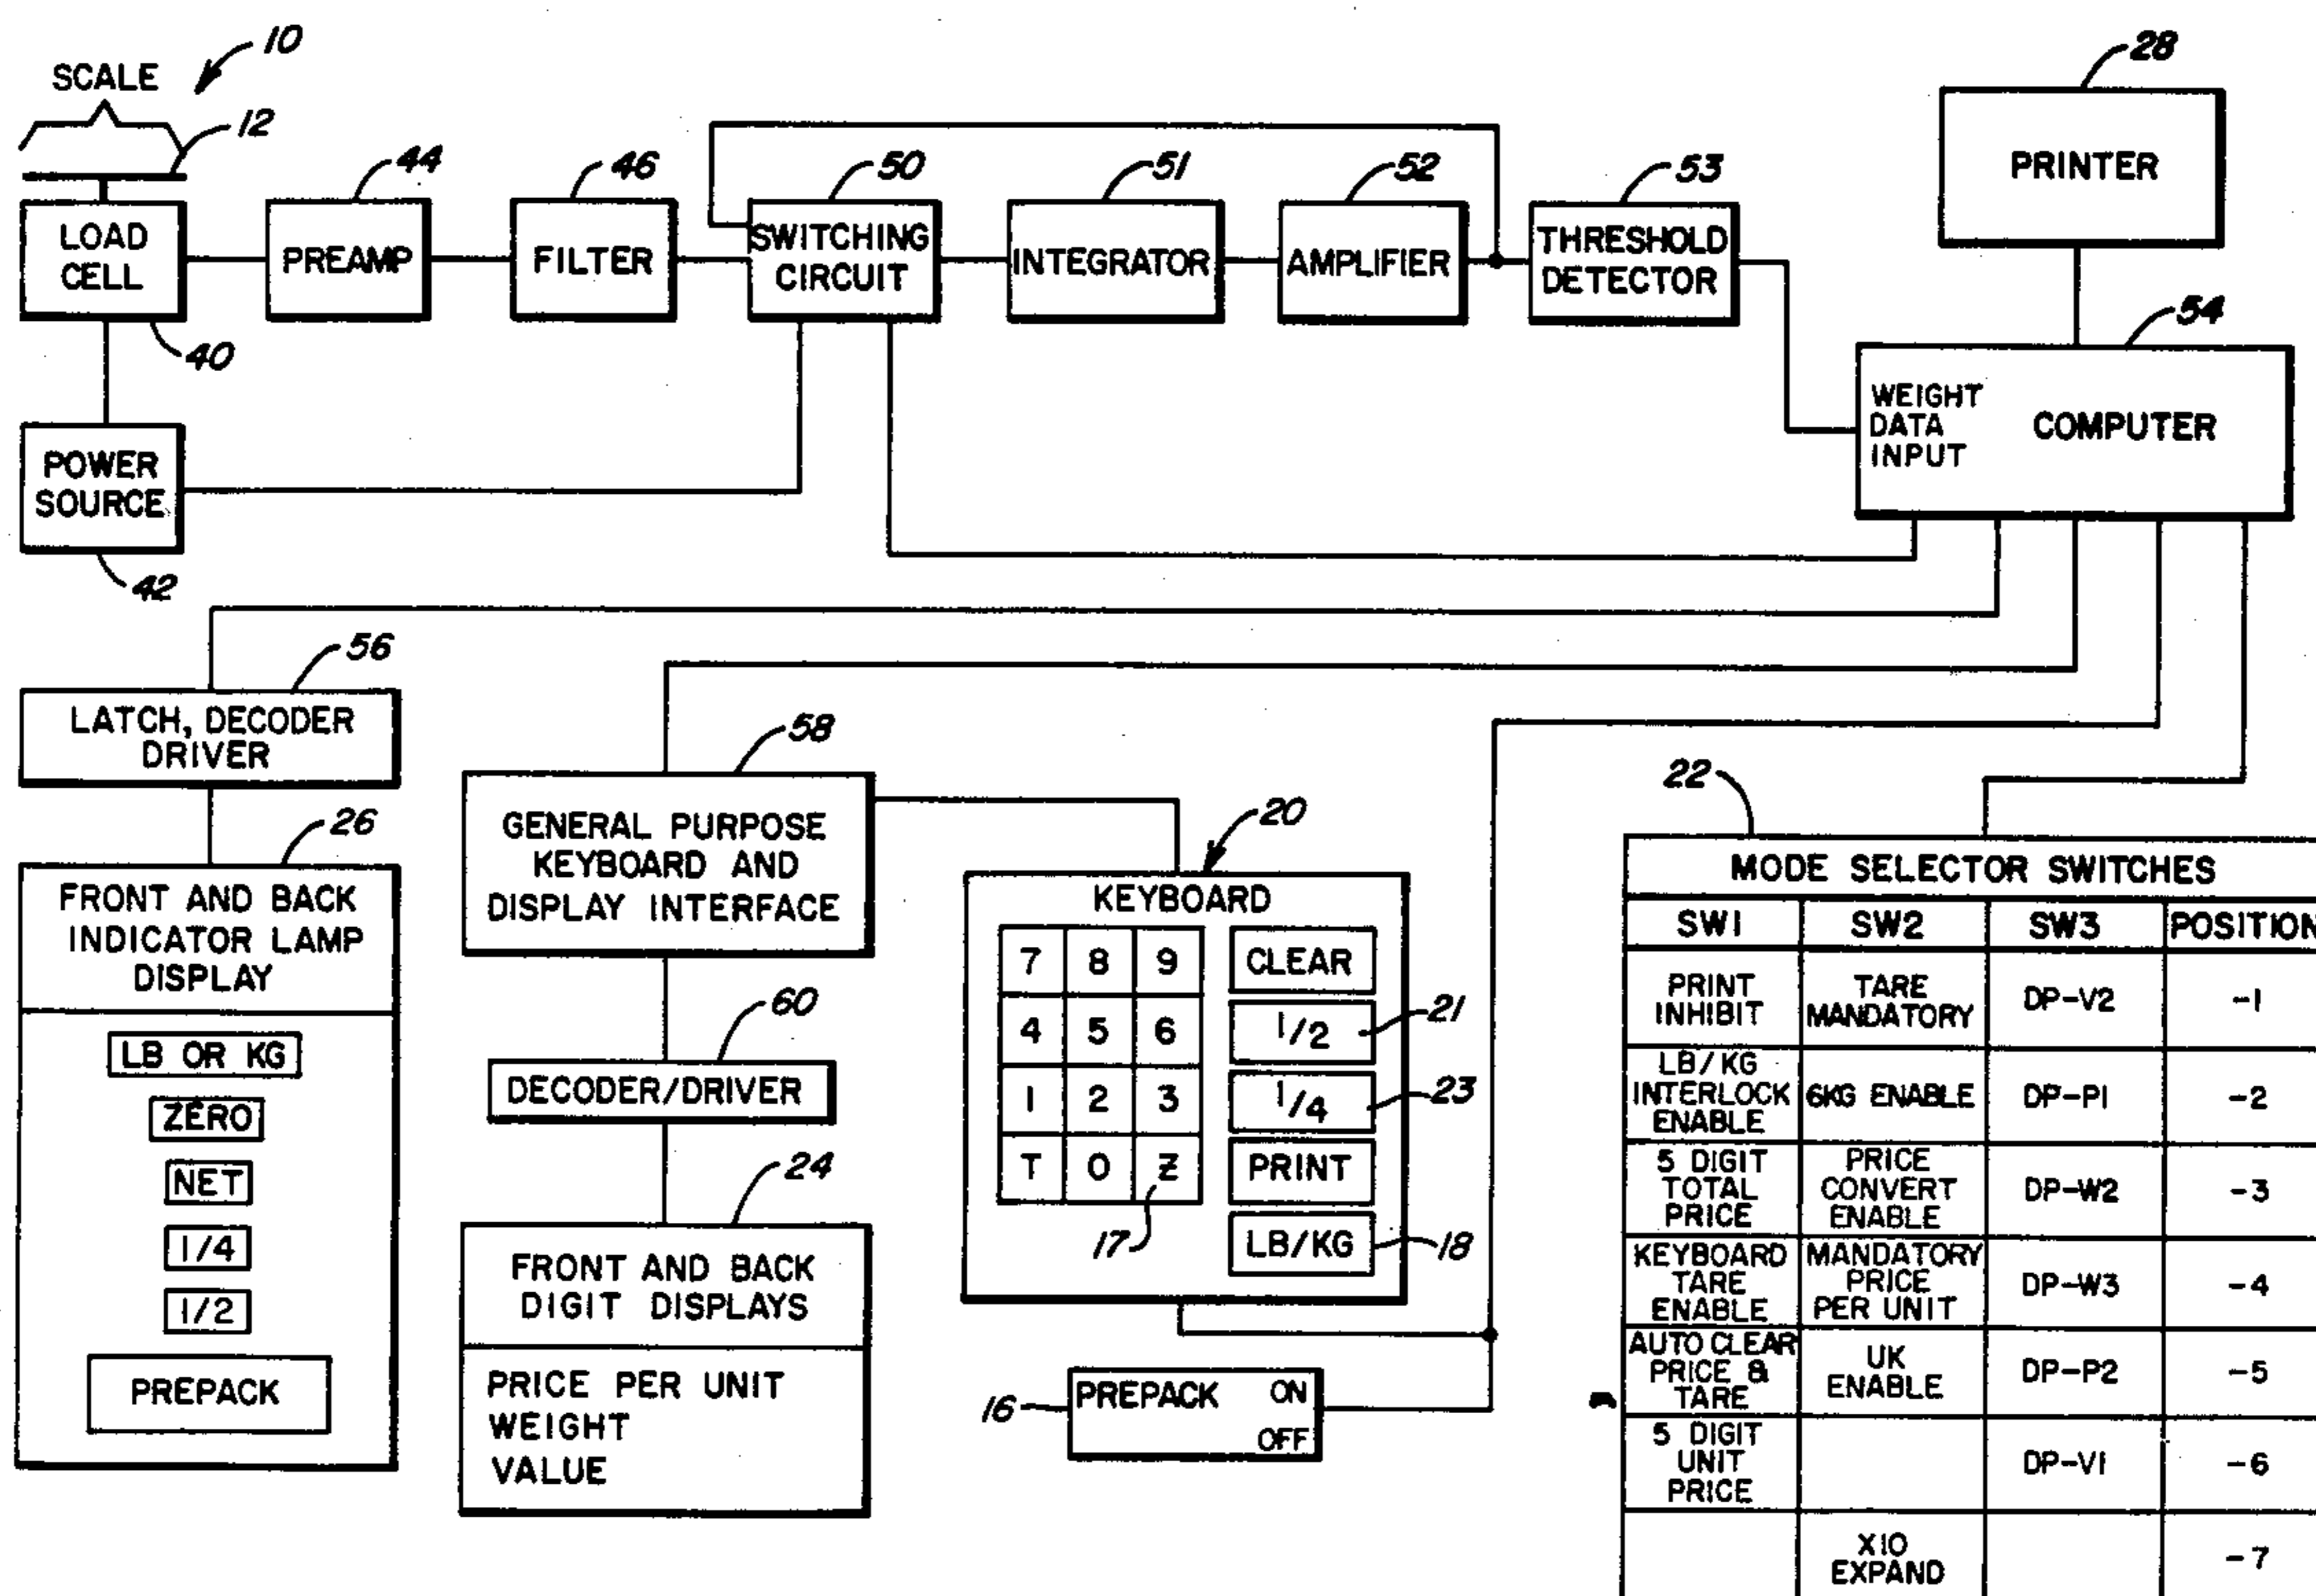 10
SCALE
12
28
44
46
50
51
52
53
PRINTER
LOAD
CELL
PREAMP
FILTER
SWITCHING
CIRCUIT
INTEGRATOR
AMPLIFIER
THRESHOLD
DETECTOR
40
54
WEIGHT
DATA
INPUT
COMPUTER
POWER
SOURCE
42
56
LATCH, DECODER
DRIVER
26
FRONT AND BACK
INDICATOR LAMP
DISPLAY
LB OR KG
ZERO
NET
1/4
1/2
PREPACK
58
GENERAL PURPOSE
KEYBOARD AND
DISPLAY INTERFACE
60
DECODER/DRIVER
24
FRONT AND BACK
DIGIT DISPLAYS
PRICE PER UNIT
WEIGHT
VALUE
20
KEYBOARD
7 8 9 CLEAR
4 5 6 1/2 21
1 2 3 1/4 23
T 0 Z PRINT
17 LB/KG 18
16 PREPACK ON
OFF
22
MODE SELECTOR SWITCHES
SW1 SW2 SW3 POSITION
PRINT
INHIBIT
TARE
MANDATORY
DP-V2
-1
LB/KG
INTERLOCK
ENABLE
6KG ENABLE
DP-P1
-2
5 DIGIT
TOTAL
PRICE
PRICE
CONVERT
ENABLE
DP-W2
-3
KEYBOARD
TARE
ENABLE
MANDATORY
PRICE
PER UNIT
DP-W3
-4
AUTO CLEAR
PRICE &
TARE
UK
ENABLE
DP-P2
-5
5 DIGIT
UNIT
PRICE
DP-V1
-6
X10
EXPAND
-7